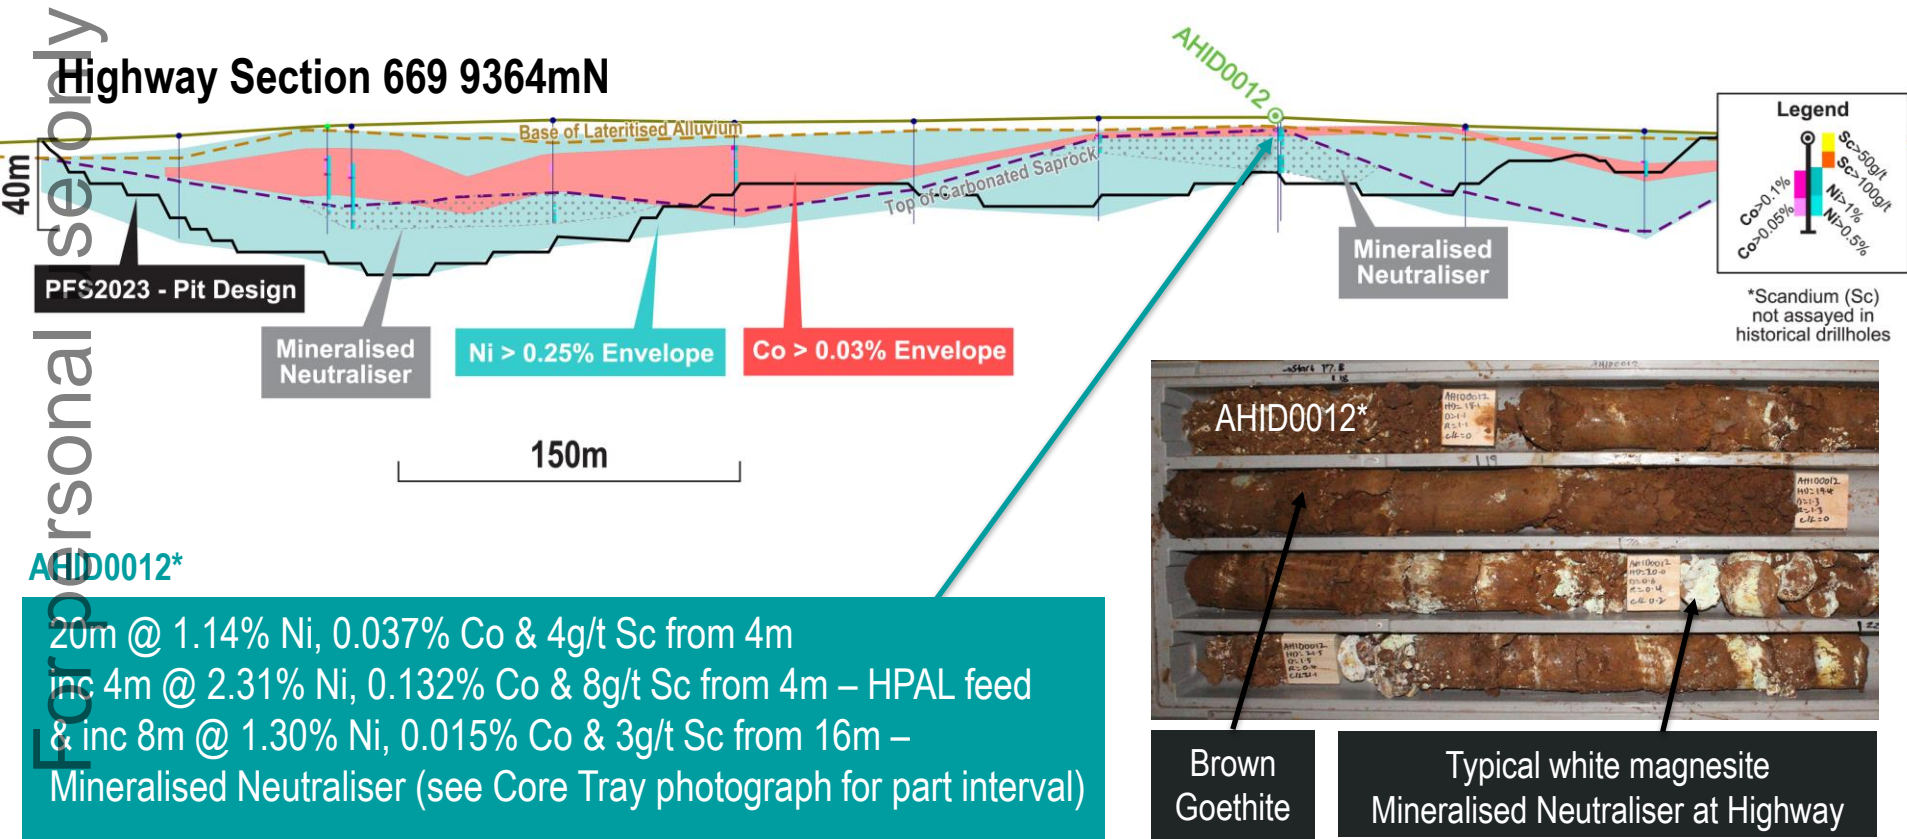 For personal use only
Highway Section 669 9364mN
AHID0012
Base of Lateritised Alluvium
Top of Carbonated Saprock
40m
PFS2023 - Pit Design
Mineralised
Neutraliser
Ni > 0.25% Envelope
Co > 0.03% Envelope
Mineralised
Neutraliser
Legend
Sc>50g/t
Sc>100g/t
Co>0.1%
Co>0.05%
Ni>1%
Ni>0.5%
*Scandium (Sc)
not assayed in
historical drillholes
150m
AHID0012*
20m @ 1.14% Ni, 0.037% Co & 4g/t Sc from 4m
inc 4m @ 2.31% Ni, 0.132% Co & 8g/t Sc from 4m – HPAL feed
& inc 8m @ 1.30% Ni, 0.015% Co & 3g/t Sc from 16m –
Mineralised Neutraliser (see Core Tray photograph for part interval)
AHID0012*
AHID0012
AHID0012
AHID0012
AHID0012
Brown
Goethite
Typical white magnesite
Mineralised Neutraliser at Highway